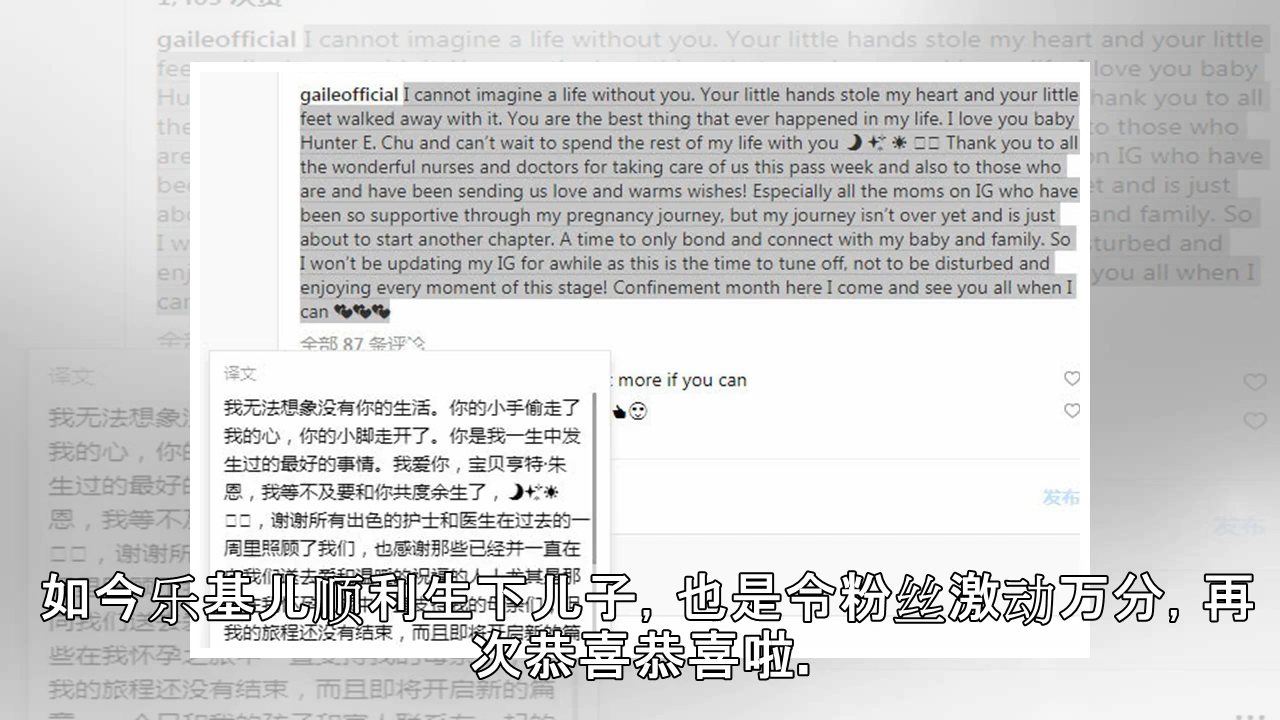 gaileofficial I cannot imagine a life without you. Your little hands stole my heart and your little
feet walked away with it. You are the best thing that ever happened in my life. I love you baby
Hunter E. Chu and can't wait to spend the rest of my life with you 🌙✨☀ □□ Thank you to all
the wonderful nurses and doctors for taking care of us this pass week and also to those who
are and have been sending us love and warms wishes! Especially all the moms on IG who have
been so supportive through my pregnancy journey, but my journey isn't over yet and is just
about to start another chapter. A time to only bond and connect with my baby and family. So
I won't be updating my IG for awhile as this is the time to tune off, not to be disturbed and
enjoying every moment of this stage! Confinement month here I come and see you all when I
can 💕💕💕
全部 87 条评论
more if you can
发布
译文
我无法想象没有你的生活。你的小手偷走了
我的心，你的小脚走开了。你是我一生中发
生过的最好的事情。我爱你，宝贝亨特·朱
恩，我等不及要和你共度余生了，🌙✨☀
□□，谢谢所有出色的护士和医生在过去的一
周里照顾了我们，也感谢那些已经并一直在
我的旅程还没有结束，而且即将开启新的篇
如今乐基儿顺利生下儿子, 也是令粉丝激动万分, 再
次恭喜恭喜啦.